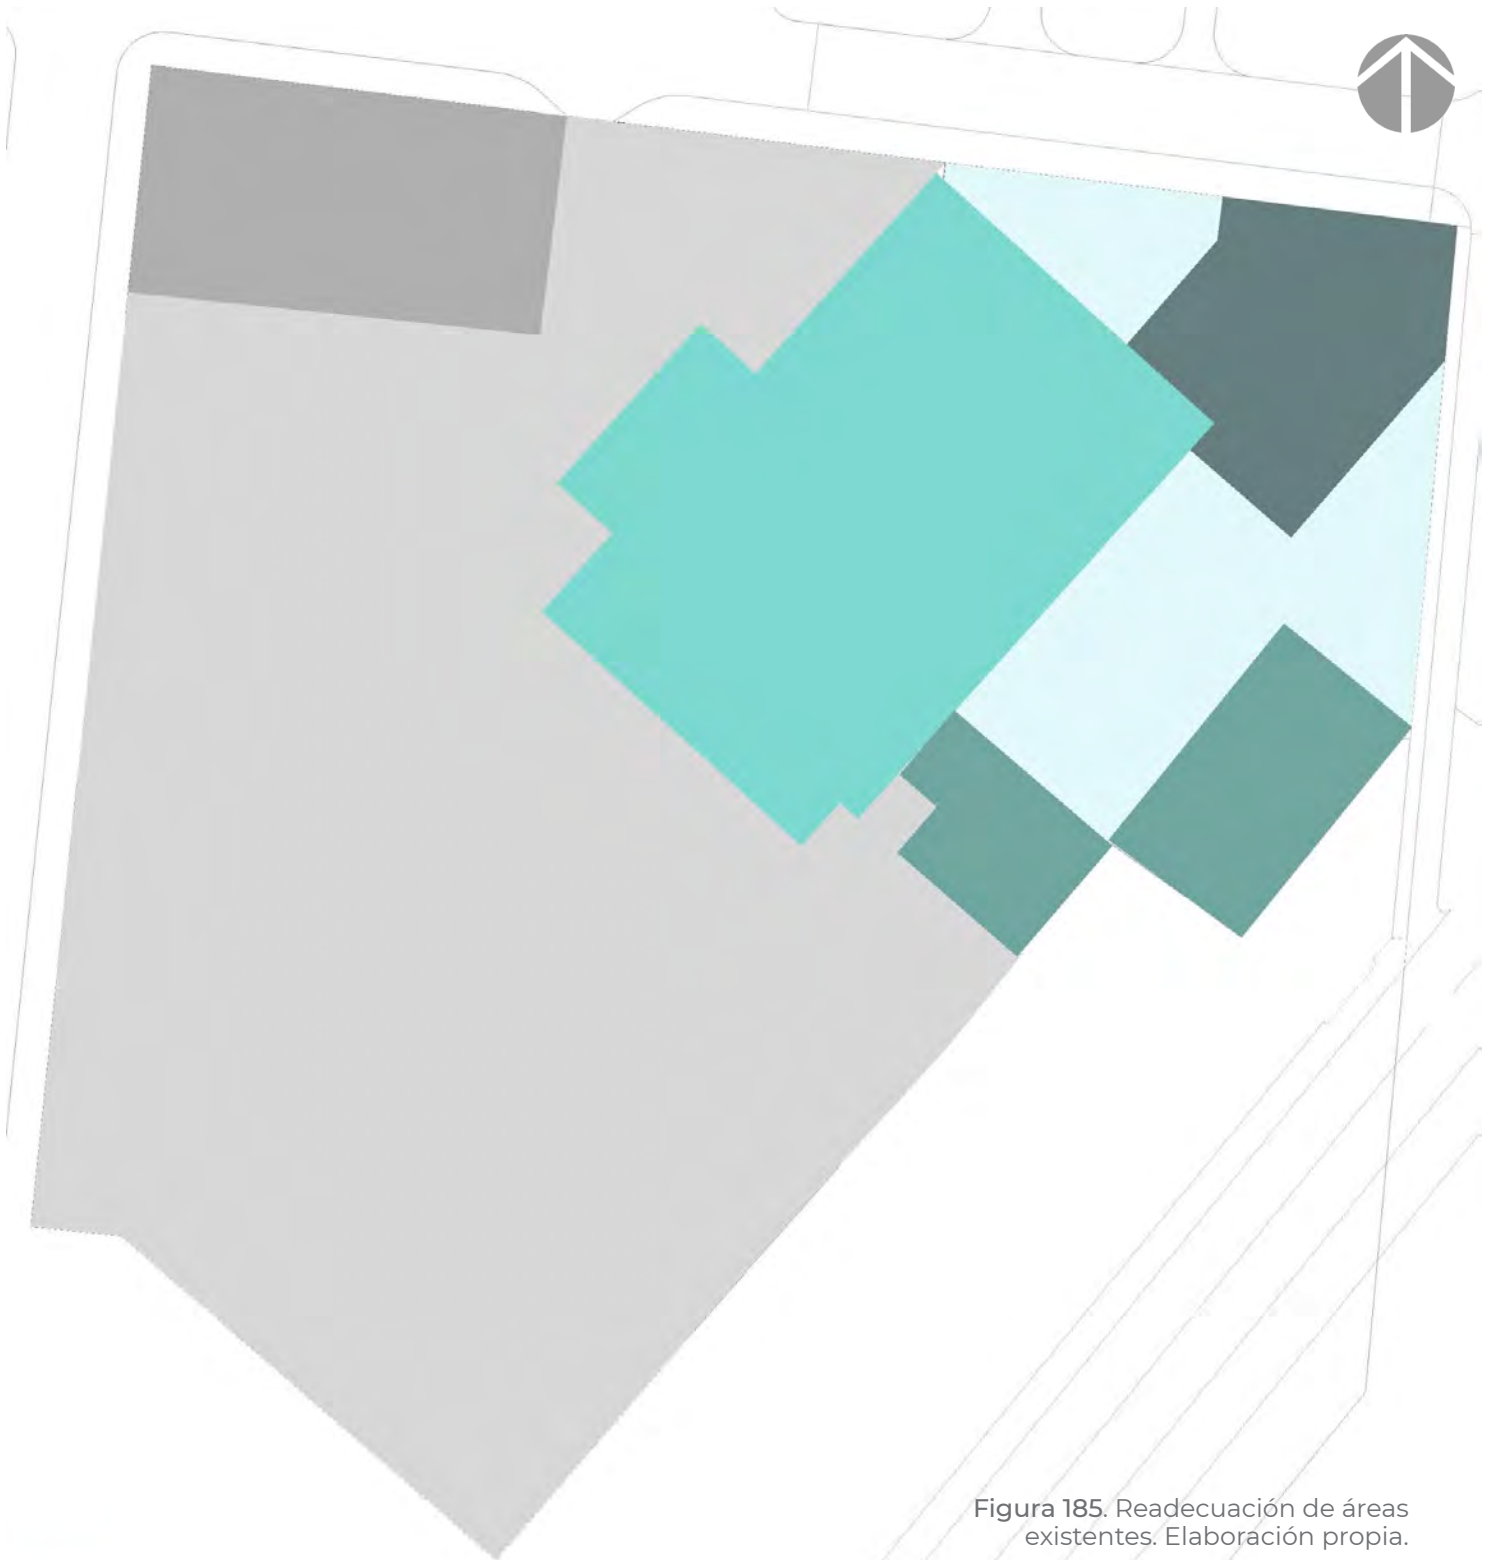 Figura 185. Readecuación de áreas
existentes. Elaboración propia.